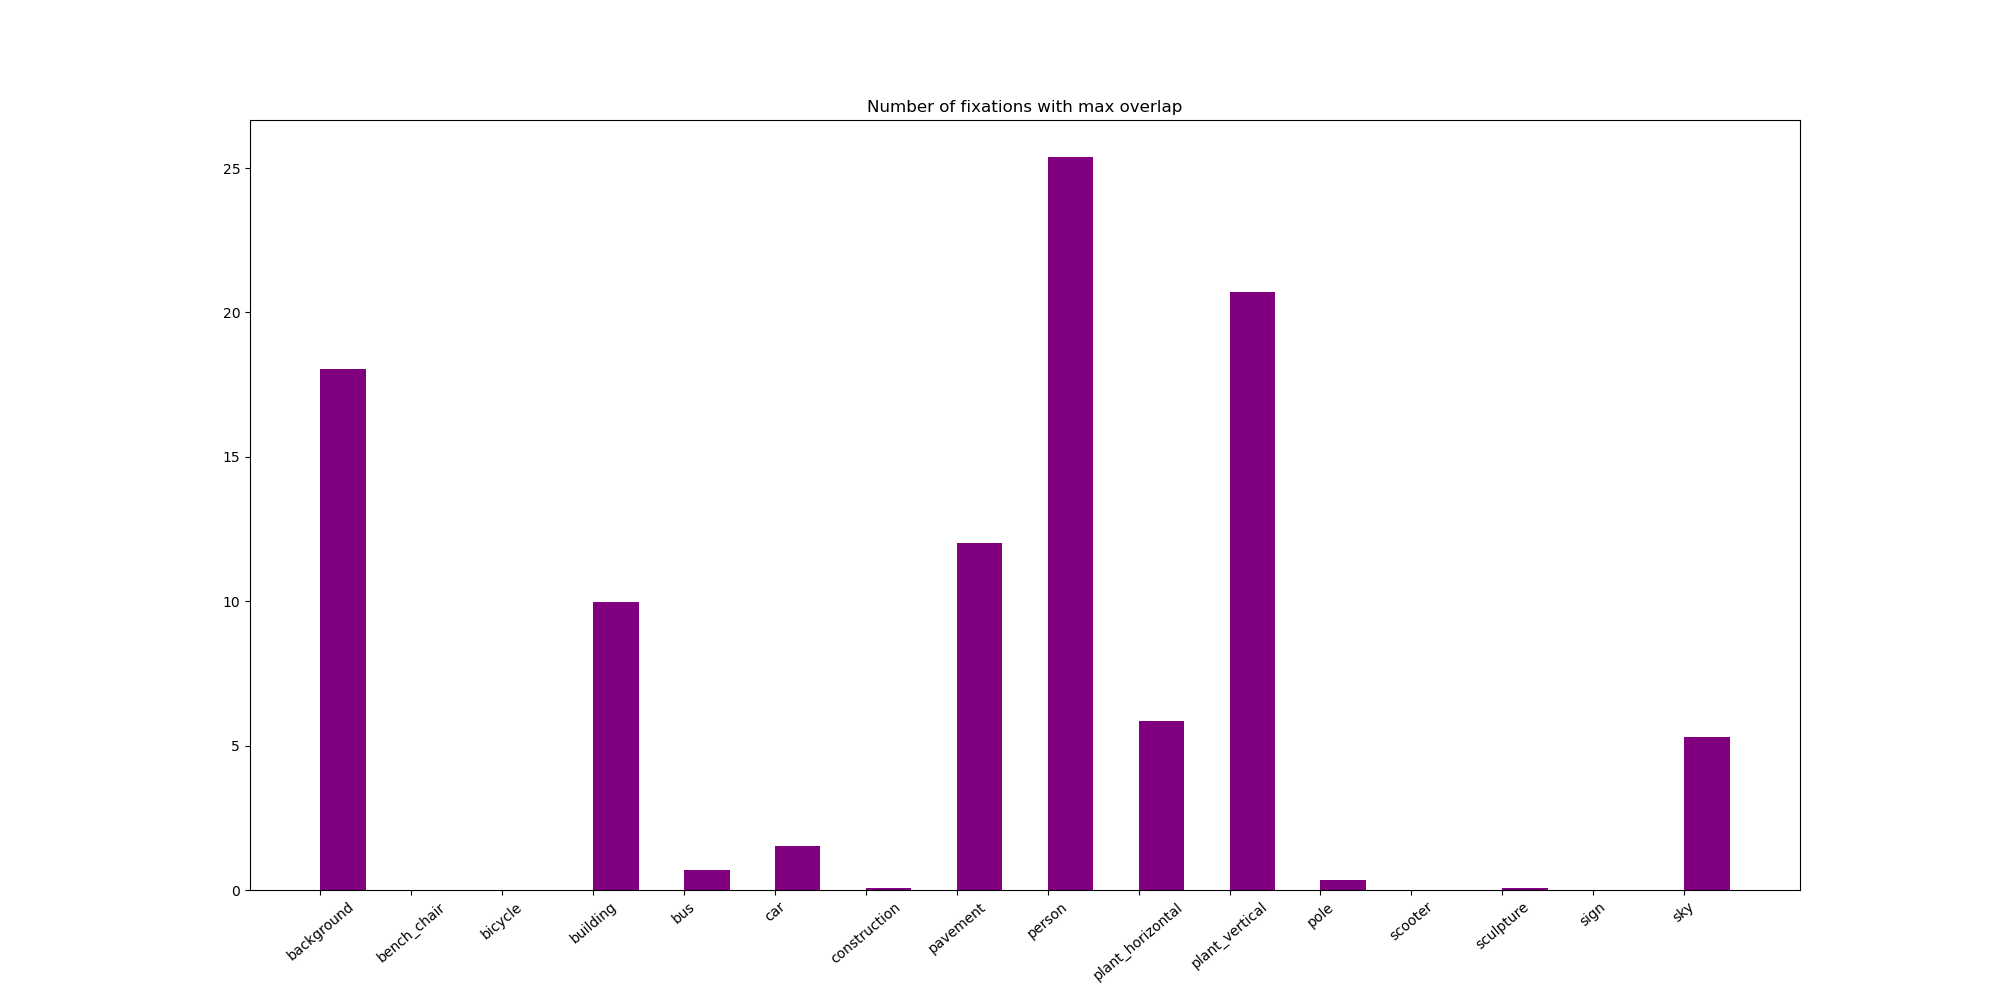 Number of fixations with max overlap
25
20
15
10
5
0
background
bench_chair
bicycle
building
bus
car
construction
pavement
person
plant_horizontal
plant_vertical
pole
scooter
sculpture
sign
sky